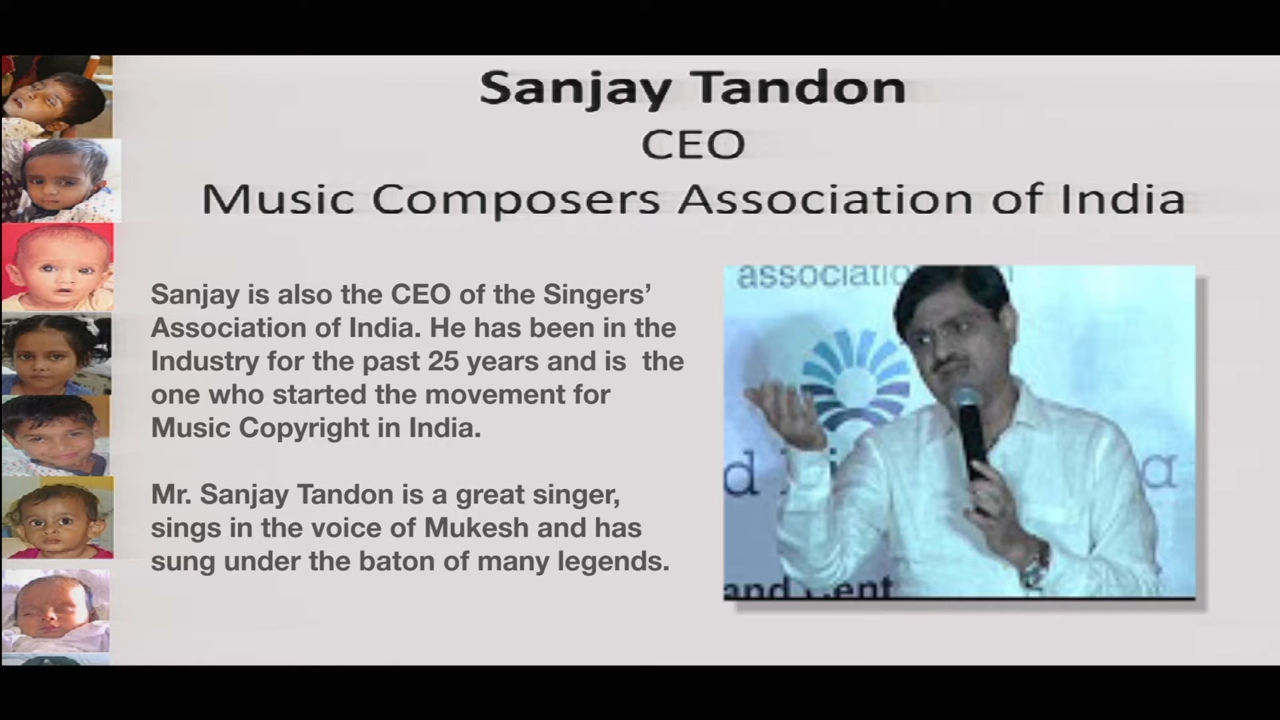 Sanjay Tandon
CEO
Music Composers Association of India
Sanjay is also the CEO of the Singers’
Association of India. He has been in the
Industry for the past 25 years and is  the
one who started the movement for
Music Copyright in India.
Mr. Sanjay Tandon is a great singer,
sings in the voice of Mukesh and has
sung under the baton of many legends.
association
and